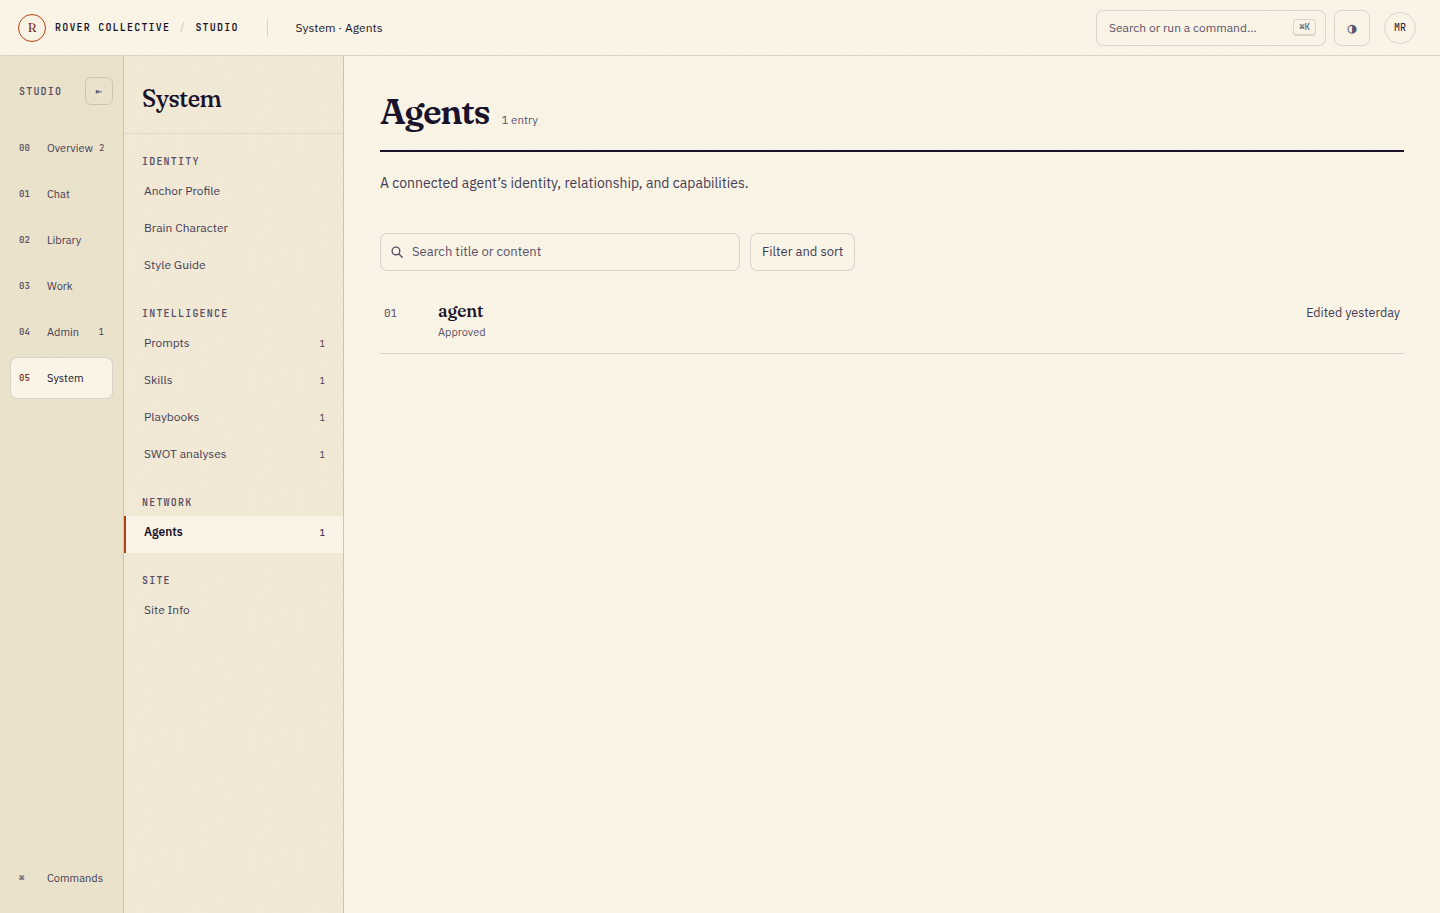 R ROVER COLLECTIVE / STUDIO System · Agents Search or run a command... ⌘K ◑ MR
STUDIO ⇤
00 Overview 2
01 Chat
02 Library
03 Work
04 Admin 1
05 System
⌘ Commands
System
IDENTITY
Anchor Profile
Brain Character
Style Guide
INTELLIGENCE
Prompts 1
Skills 1
Playbooks 1
SWOT analyses 1
NETWORK
Agents 1
SITE
Site Info
Agents 1 entry
A connected agent’s identity, relationship, and capabilities.
Search title or content Filter and sort
01 agent Edited yesterday
Approved